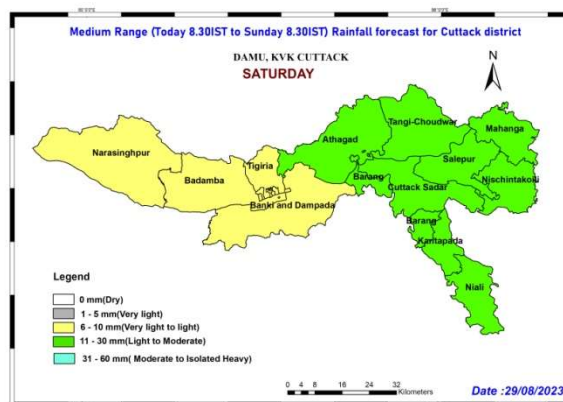 Medium Range (Today 8.30IST to Sunday 8.30IST) Rainfall forecast for Cuttack district
DAMU, KVK CUTTACK
SATURDAY
N
Narasinghpur
Badamba
Tigiria
Banki and Dampada
Athagad
Tangi-Choudwar
Mahanga
Salepur
Barang
Cuttack Sadar
Nischintakoili
Barang
Kantapada
Niali
Legend
0 mm(Dry)
1 - 5 mm(Very light)
6 - 10 mm(Very light to light)
11 - 30 mm(Light to Moderate)
31 - 60 mm( Moderate to Isolated Heavy)
0 4 8 16 24 32
Kilometers
Date :29/08/2023